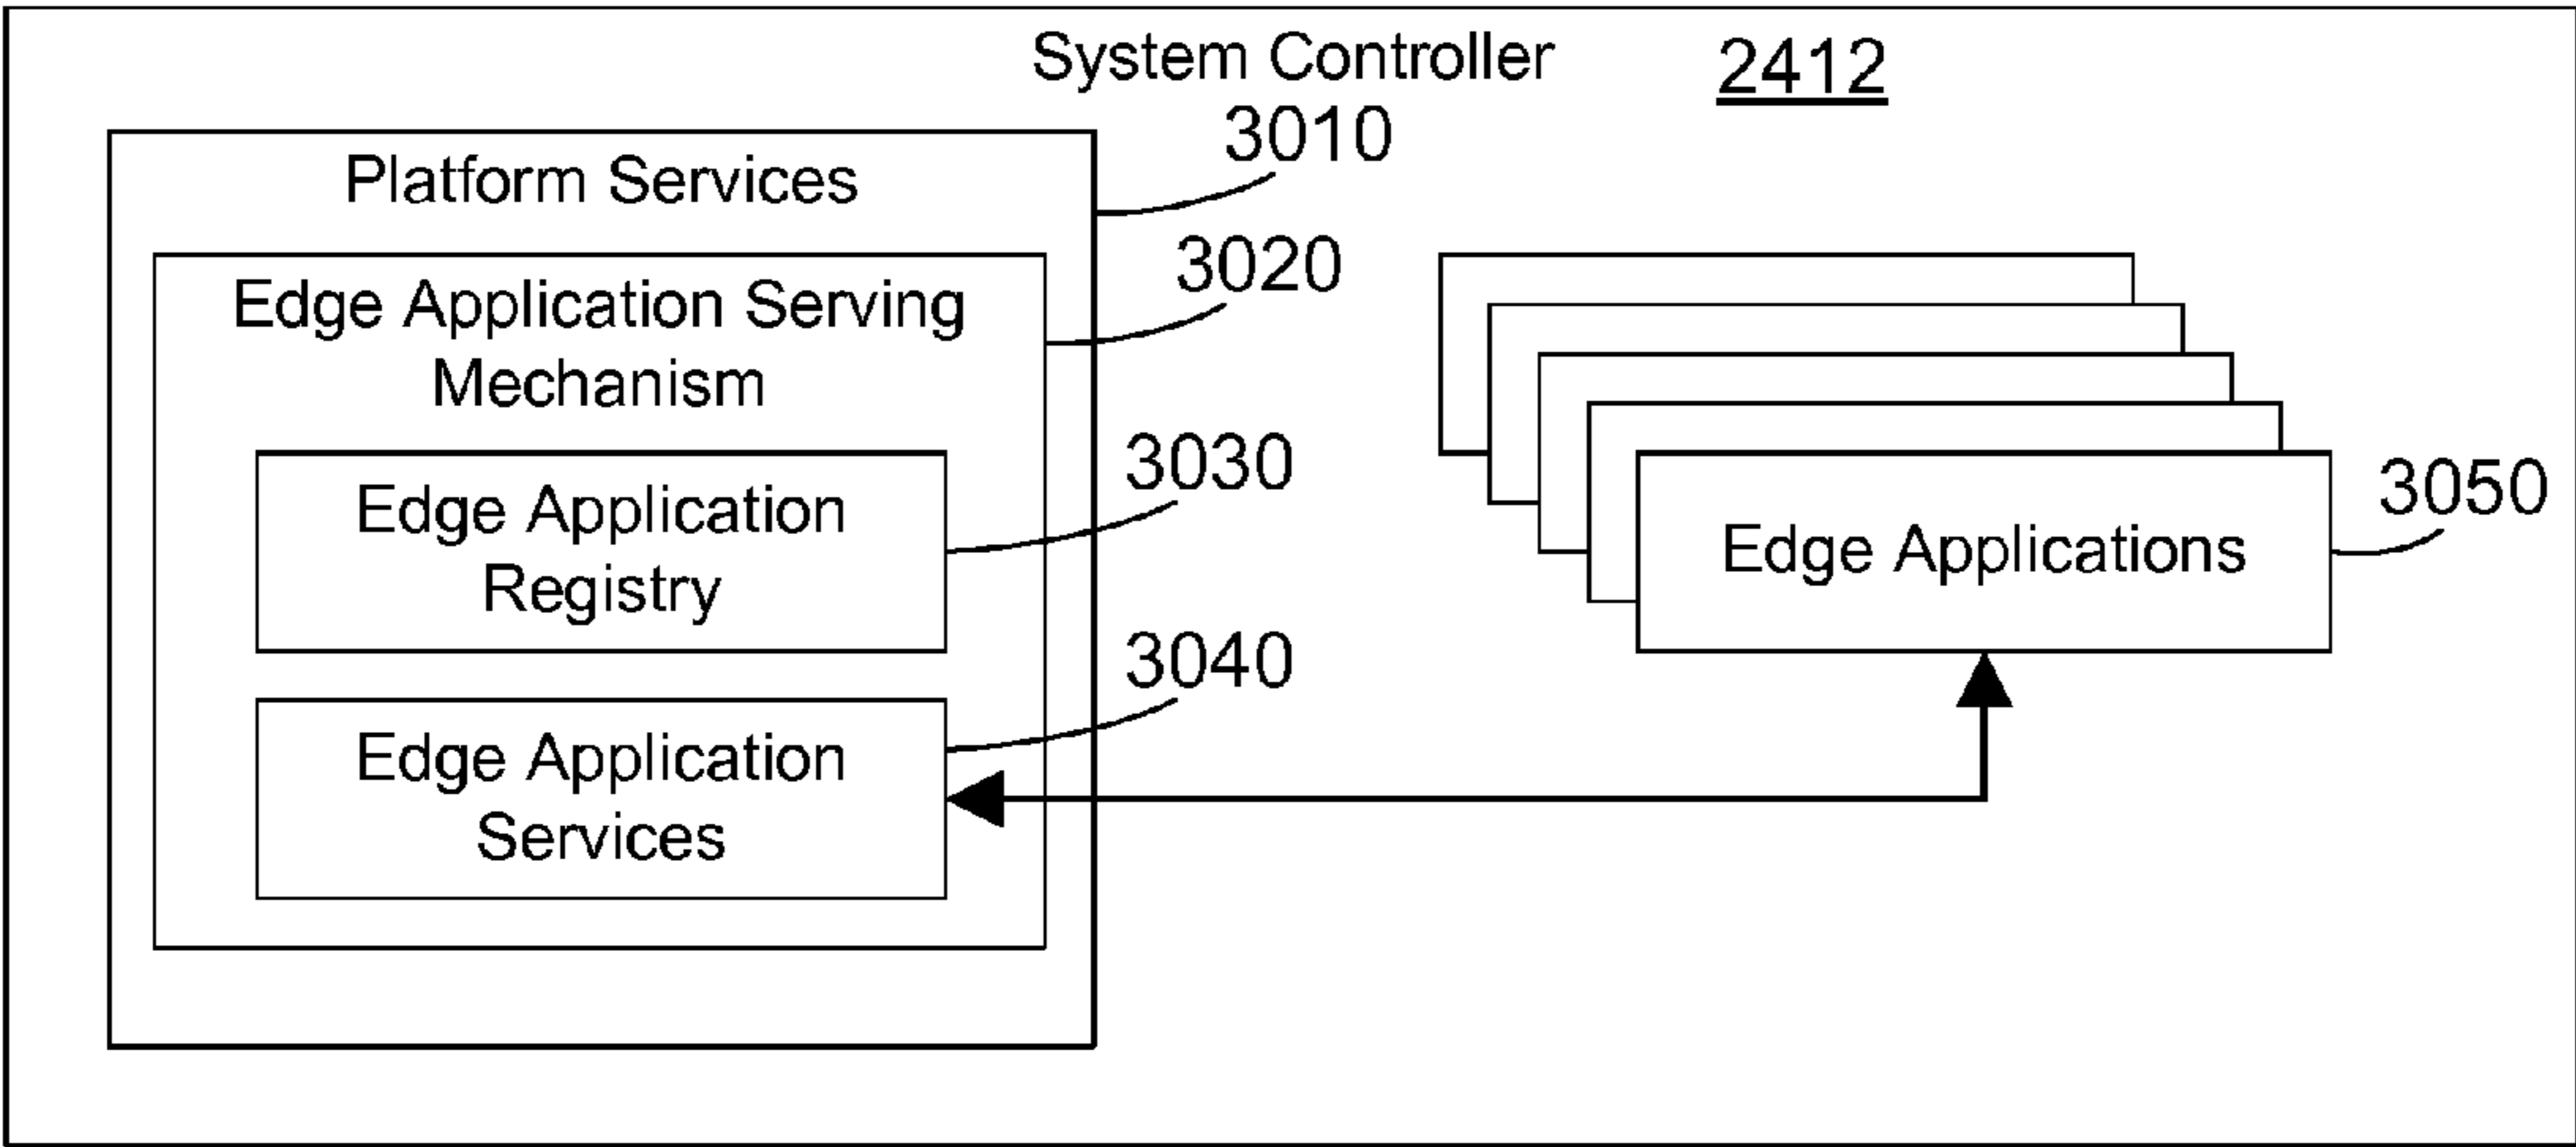 System Controller 2412
3010
Platform Services
3020
Edge Application Serving
Mechanism
3030
Edge Application
Registry
3040
Edge Application
Services
3050
Edge Applications